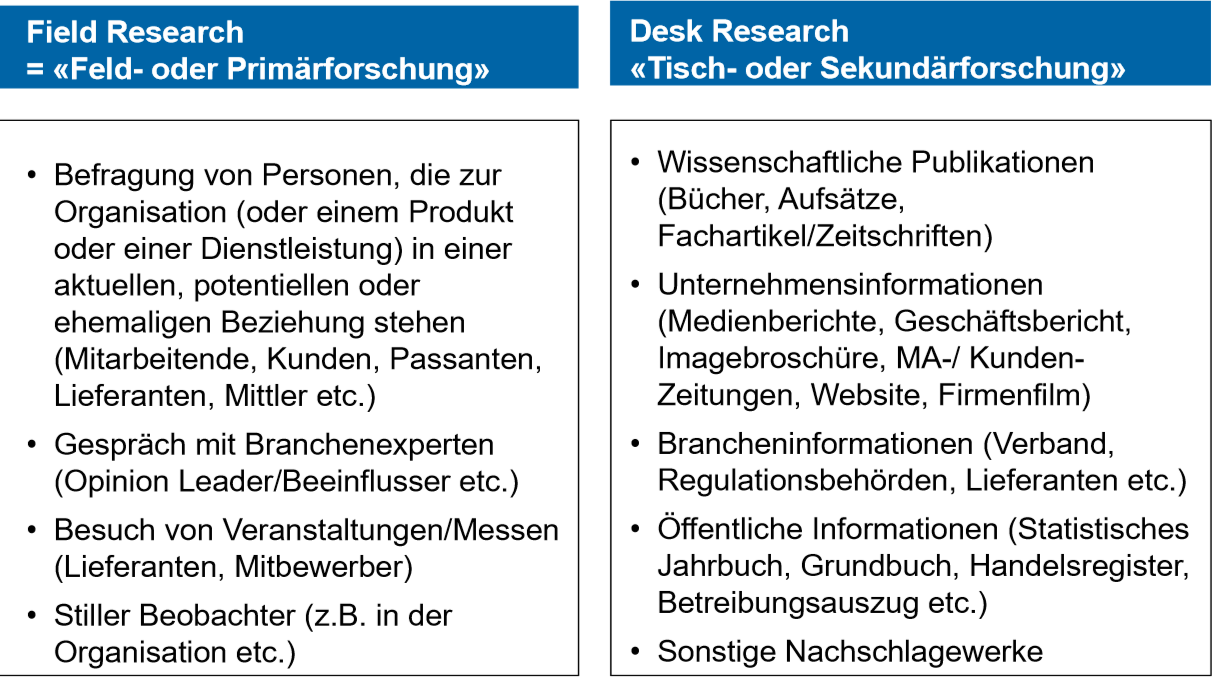 Field Research
= «Feld- oder Primärforschung»
• Befragung von Personen, die zur
Organisation (oder einem Produkt
oder einer Dienstleistung) in einer
aktuellen, potentiellen oder
ehemaligen Beziehung stehen
(Mitarbeitende, Kunden, Passanten,
Lieferanten, Mittler etc.)
• Gespräch mit Branchenexperten
(Opinion Leader/Beeinflusser etc.)
• Besuch von Veranstaltungen/Messen
(Lieferanten, Mitbewerber)
• Stiller Beobachter (z.B. in der
Organisation etc.)
Desk Research
«Tisch- oder Sekundärforschung»
• Wissenschaftliche Publikationen
(Bücher, Aufsätze,
Fachartikel/Zeitschriften)
• Unternehmensinformationen
(Medienberichte, Geschäftsbericht,
Imagebroschüre, MA-/ Kunden-
Zeitungen, Website, Firmenfilm)
• Brancheninformationen (Verband,
Regulationsbehörden, Lieferanten etc.)
• Öffentliche Informationen (Statistisches
Jahrbuch, Grundbuch, Handelsregister,
Betreibungsauszug etc.)
• Sonstige Nachschlagewerke